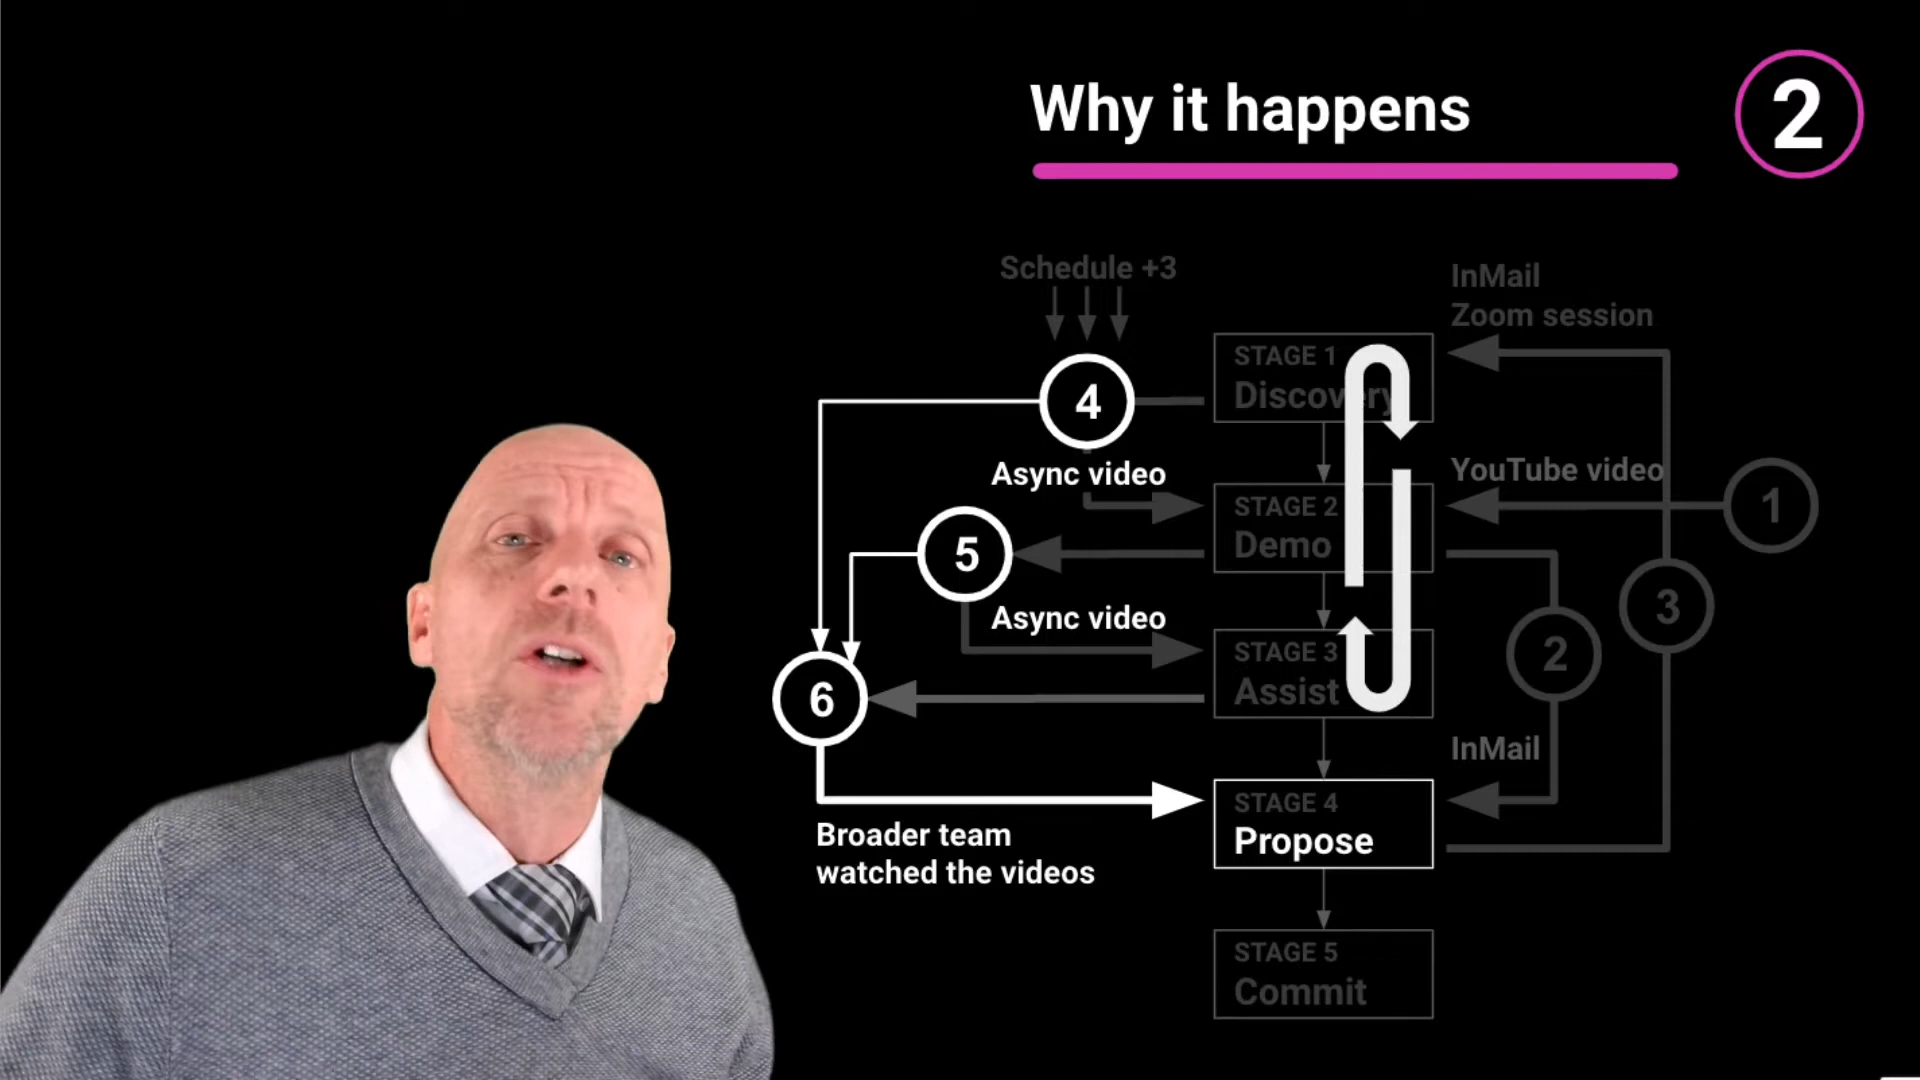 Why it happens
2
Schedule +3
InMail
Zoom session
STAGE 1
Discovery
4
Async video
YouTube video
1
STAGE 2
Demo
5
3
Async video
STAGE 3
Assist
2
6
InMail
STAGE 4
Propose
Broader team
watched the videos
STAGE 5
Commit